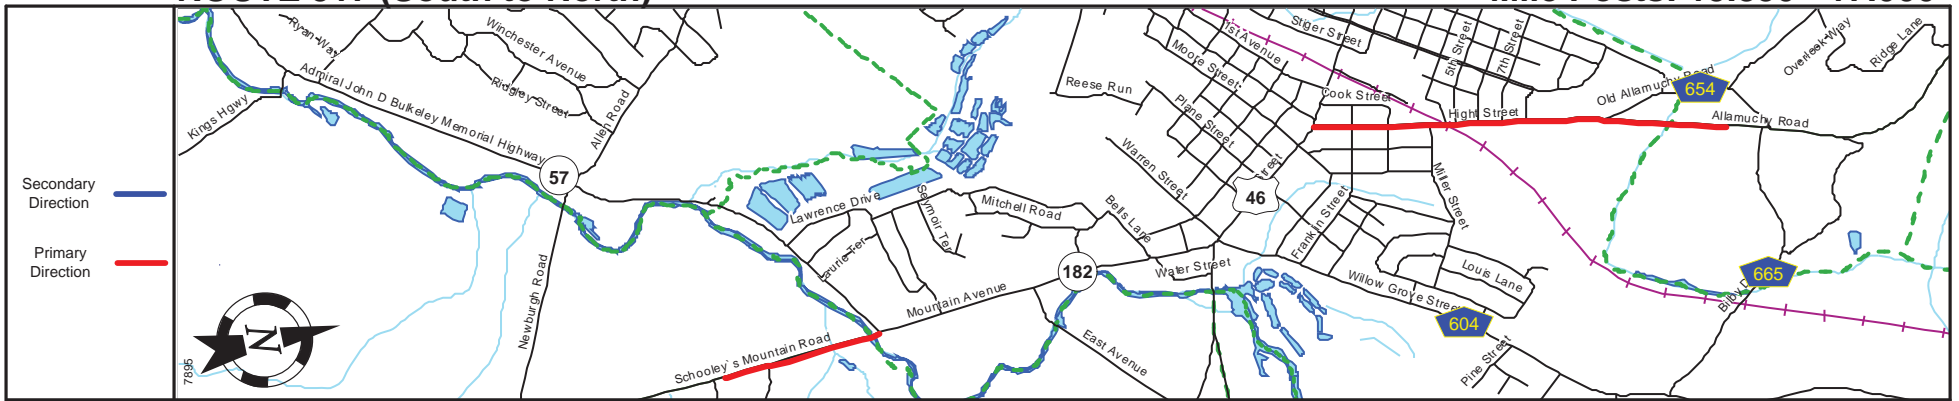 Secondary
Direction
Primary
Direction
7895
N
Ryan Way
Winchester Avenue
Ridgley Street
Admiral John D Bulkeley Memorial Highway
Kings Hgwy
Allen Road
57
Newburgh Road
Lawrence Drive
Seymoir Ter
Laurie Ter
Mitchell Road
Bells Lane
Mountain Avenue
Schooley's Mountain Road
182
East Avenue
Water Street
Reese Run
Warren Street
Plane Street
Moore Street
1st Avenue
Stiger Street
Cook Street
46
Franklin Street
Willow Grove Street
604
Louis Lane
Pine Street
Miller Street
5th Street
7th Street
Hight Street
Old Allamuchy Road
654
Allamuchy Road
Overlook Way
Ridge Lane
665